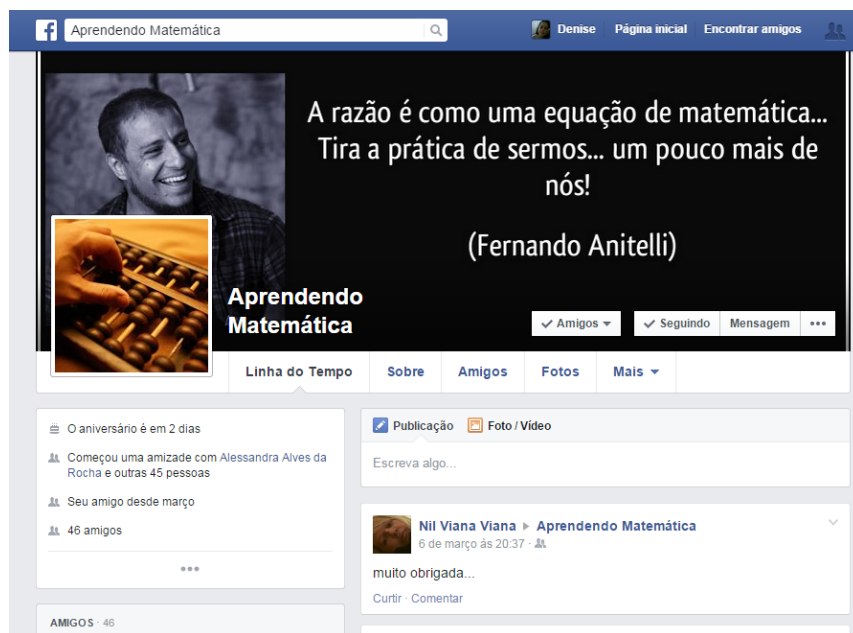 Aprendendo Matemática
Denise
Página inicial
Encontrar amigos
A razão é como uma equação de matemática...
Tira a prática de sermos... um pouco mais de
nós!
(Fernando Anitelli)
Aprendendo
Matemática
Amigos
Seguindo
Mensagem
Linha do Tempo
Sobre
Amigos
Fotos
Mais
O aniversário é em 2 dias
Começou uma amizade com Alessandra Alves da
Rocha e outras 45 pessoas
Seu amigo desde março
46 amigos
AMIGOS · 46
Publicação
Foto / Vídeo
Escreva algo...
Nil Viana Viana ▸ Aprendendo Matemática
6 de março às 20:37 ·
muito obrigada...
Curtir · Comentar